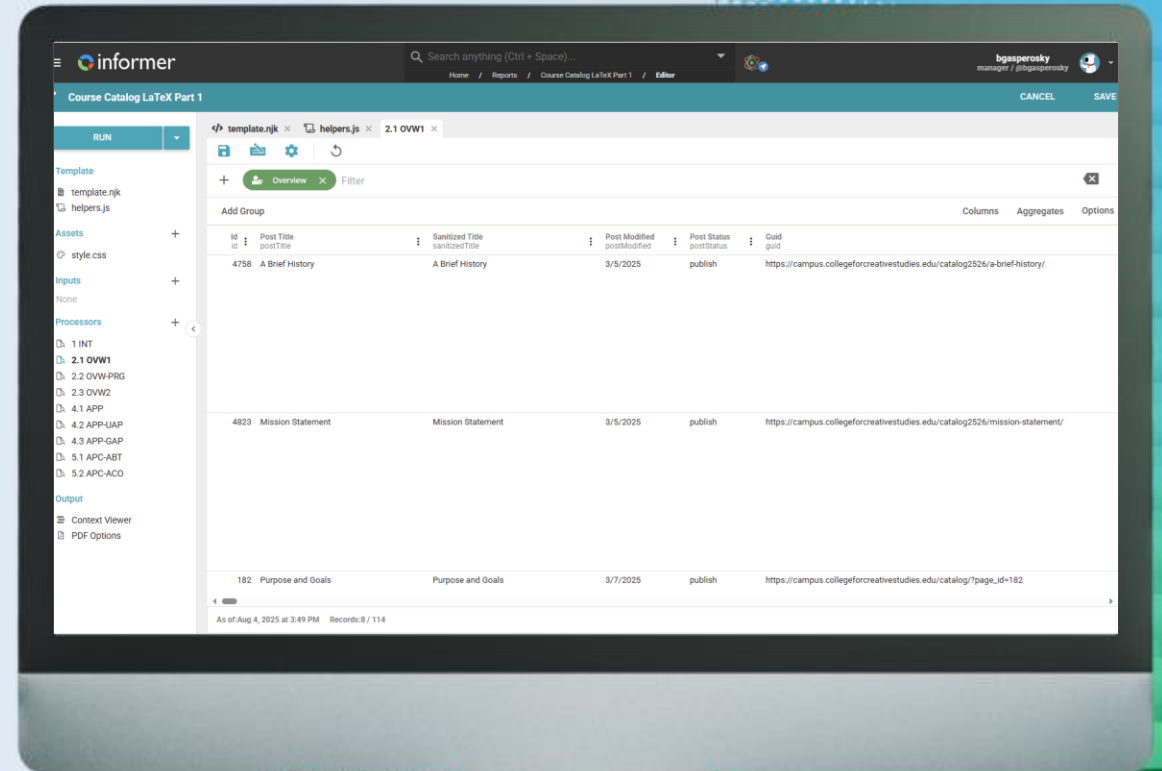 informer
Search anything (Ctrl + Space)...
Home / Reports / Course Catalog LaTeX Part 1 / Editor
bgasperosky
manager / @bgasperosky
Course Catalog LaTeX Part 1
CANCEL SAVE
RUN
template.njk helpers.js 2.1 OVW1
Overview Filter
Template
template.njk
helpers.js
Assets
style.css
Inputs
None
Processors
1 INT
2.1 OVW1
2.2 OVW-PRG
2.3 OVW2
4.1 APP
4.2 APP-UAP
4.3 APP-GAP
5.1 APC-ABT
5.2 APC-ACO
Output
Context Viewer
PDF Options
Add Group Columns Aggregates Options
Id Post Title Sanitized Title Post Modified Post Status Guid
id postTitle sanitizedTitle postModified postStatus guid
4758 A Brief History A Brief History 3/5/2025 publish https://campus.collegeforcreativestudies.edu/catalog2526/a-brief-history/
4823 Mission Statement Mission Statement 3/5/2025 publish https://campus.collegeforcreativestudies.edu/catalog2526/mission-statement/
182 Purpose and Goals Purpose and Goals 3/7/2025 publish https://campus.collegeforcreativestudies.edu/catalog/?page_id=182
As of:Aug 4, 2025 at 3:49 PM Records:8 / 114